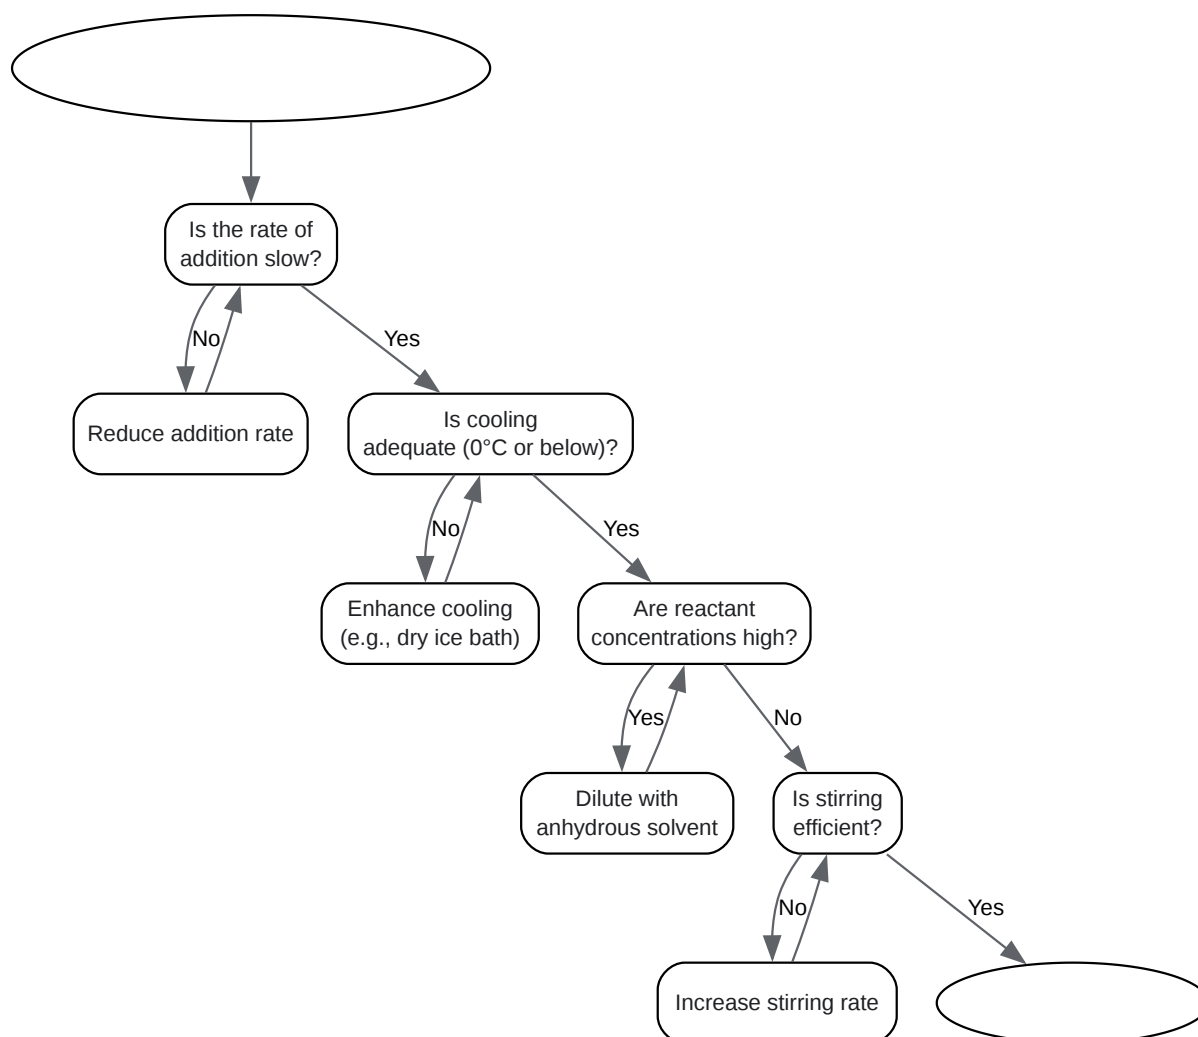 Is the rate of
addition slow?
No
Yes
Reduce addition rate
Is cooling
adequate (0°C or below)?
No
Yes
Enhance cooling
(e.g., dry ice bath)
Are reactant
concentrations high?
Yes
No
Dilute with
anhydrous solvent
Is stirring
efficient?
No
Yes
Increase stirring rate